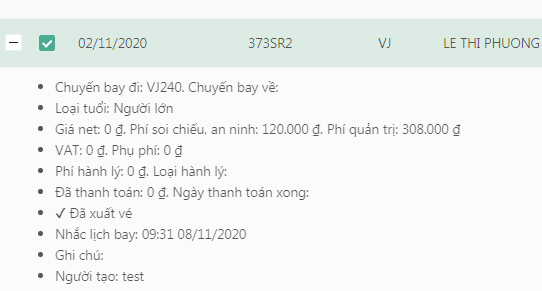 02/11/2020 373SR2 VJ LE THI PHUONG
Chuyến bay đi: VJ240. Chuyến bay về:
Loại tuổi: Người lớn
Giá net: 0 ₫. Phí soi chiếu, an ninh: 120.000 ₫. Phí quản trị: 308.000 ₫
VAT: 0 ₫. Phụ phí: 0 ₫
Phí hành lý: 0 ₫. Loại hành lý:
Đã thanh toán: 0 ₫. Ngày thanh toán xong:
✓ Đã xuất vé
Nhắc lịch bay: 09:31 08/11/2020
Ghi chú:
Người tạo: test